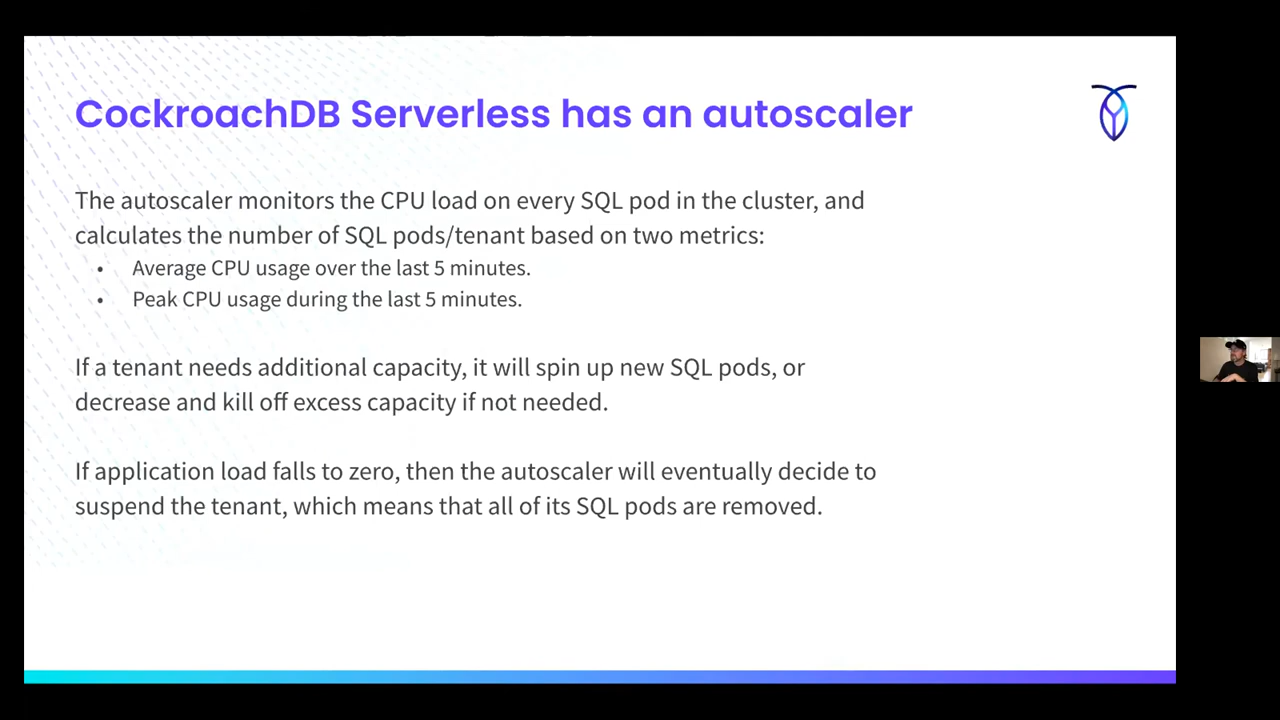 CockroachDB Serverless has an autoscaler
The autoscaler monitors the CPU load on every SQL pod in the cluster, and
calculates the number of SQL pods/tenant based on two metrics:
• Average CPU usage over the last 5 minutes.
• Peak CPU usage during the last 5 minutes.
If a tenant needs additional capacity, it will spin up new SQL pods, or
decrease and kill off excess capacity if not needed.
If application load falls to zero, then the autoscaler will eventually decide to
suspend the tenant, which means that all of its SQL pods are removed.